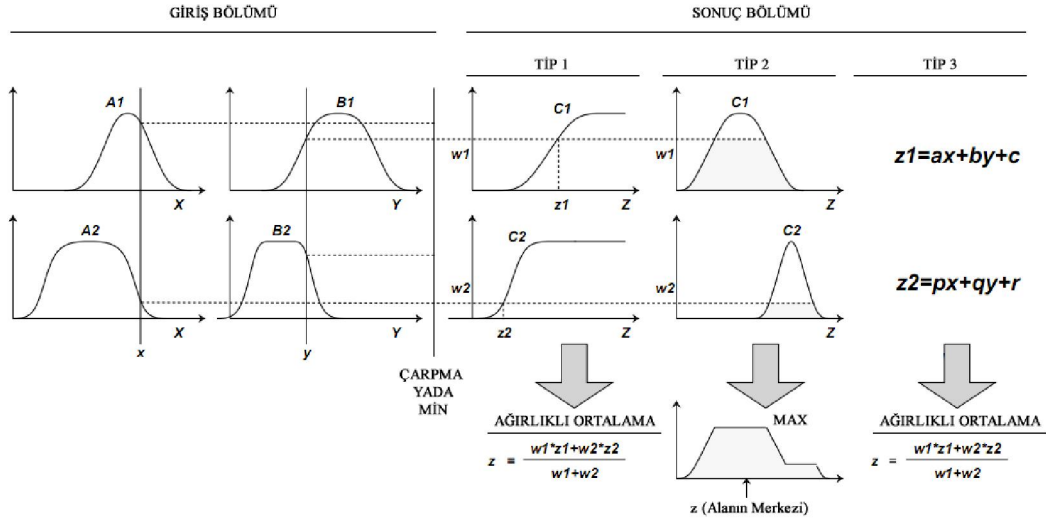 GİRİŞ BÖLÜMÜ
SONUÇ BÖLÜMÜ
TİP 1
TİP 2
TİP 3
A1
X
B1
Y
w1
C1
z1
Z
w1
C1
Z
z1=ax+by+c
A2
X
x
B2
Y
y
w2
C2
z2
Z
w2
C2
Z
z2=px+qy+r
ÇARPMA
YADA
MİN
AĞIRLIKLI ORTALAMA
z = w1*z1+w2*z2
w1+w2
MAX
z (Alanın Merkezi)
AĞIRLIKLI ORTALAMA
z = w1*z1+w2*z2
w1+w2